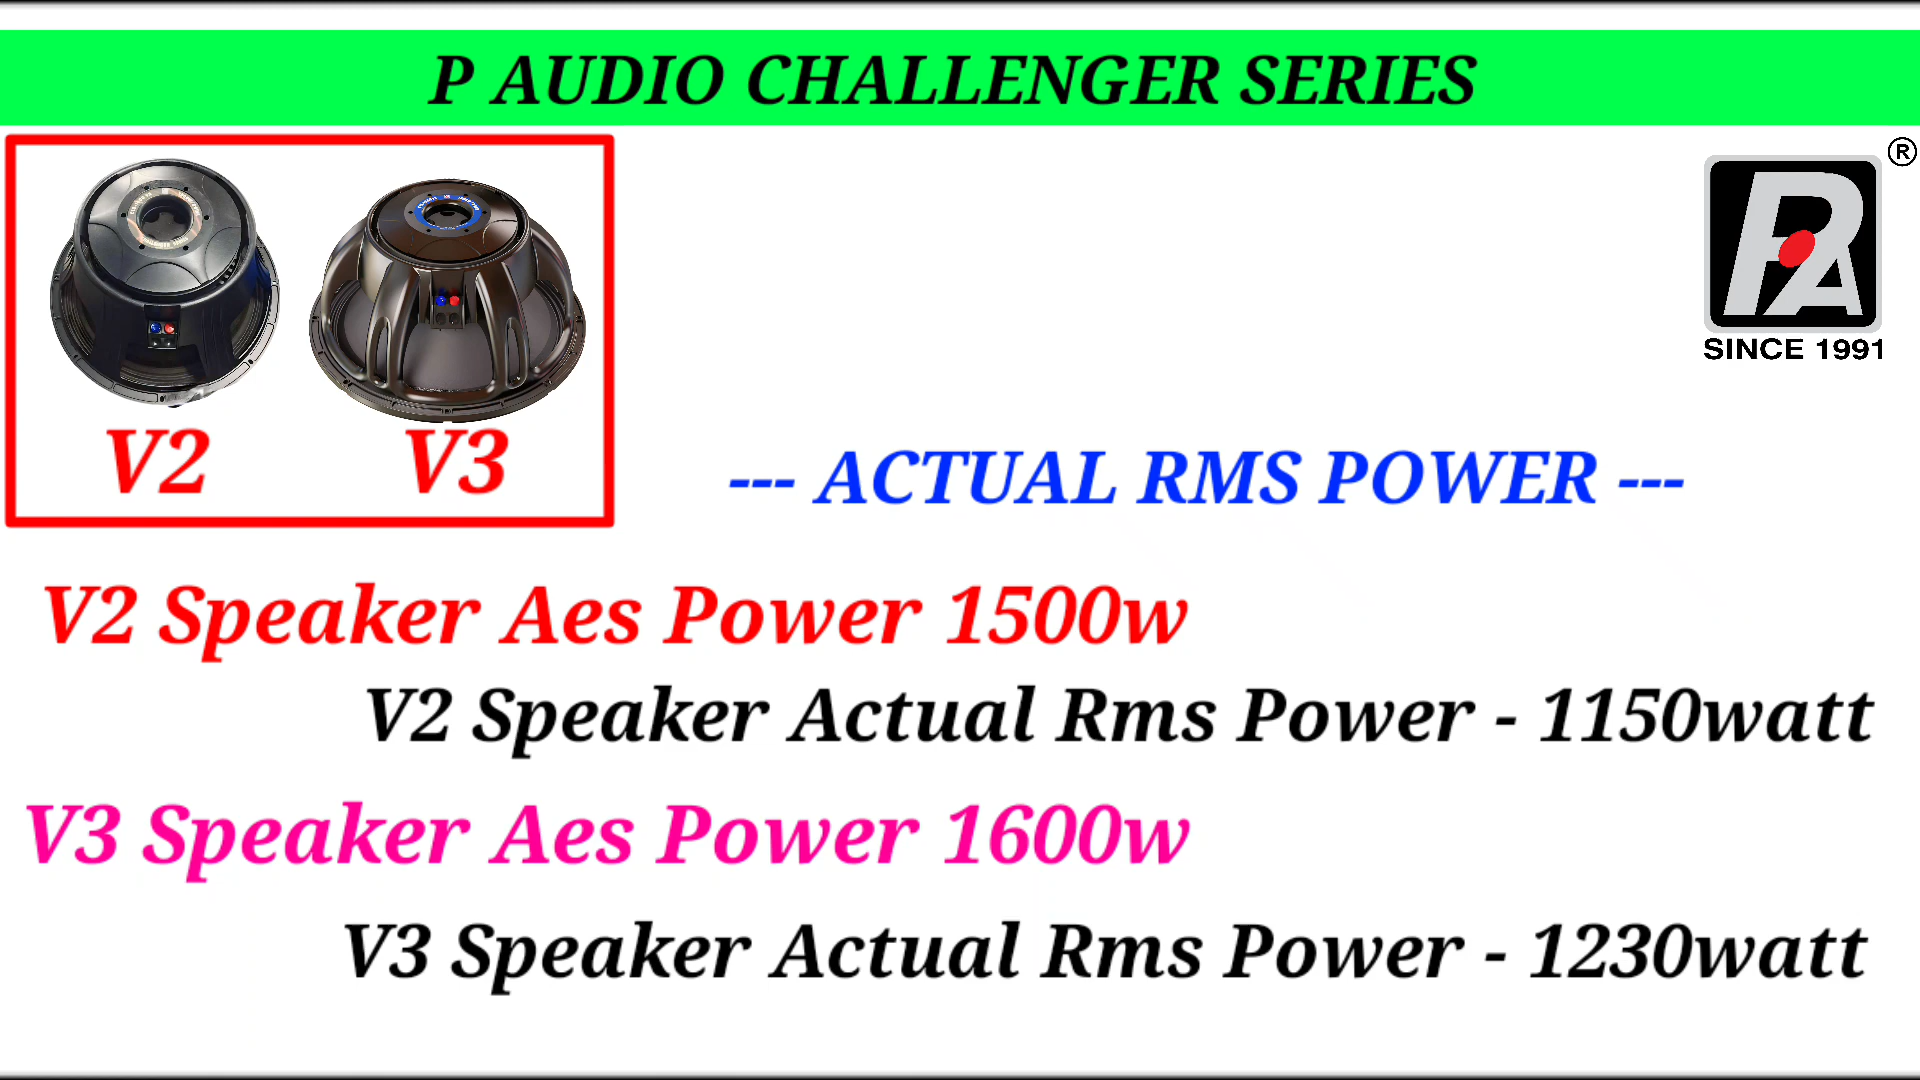 P AUDIO CHALLENGER SERIES
®
PA
SINCE 1991
V2 V3
--- ACTUAL RMS POWER ---
V2 Speaker Aes Power 1500w
V2 Speaker Actual Rms Power - 1150watt
V3 Speaker Aes Power 1600w
V3 Speaker Actual Rms Power - 1230watt